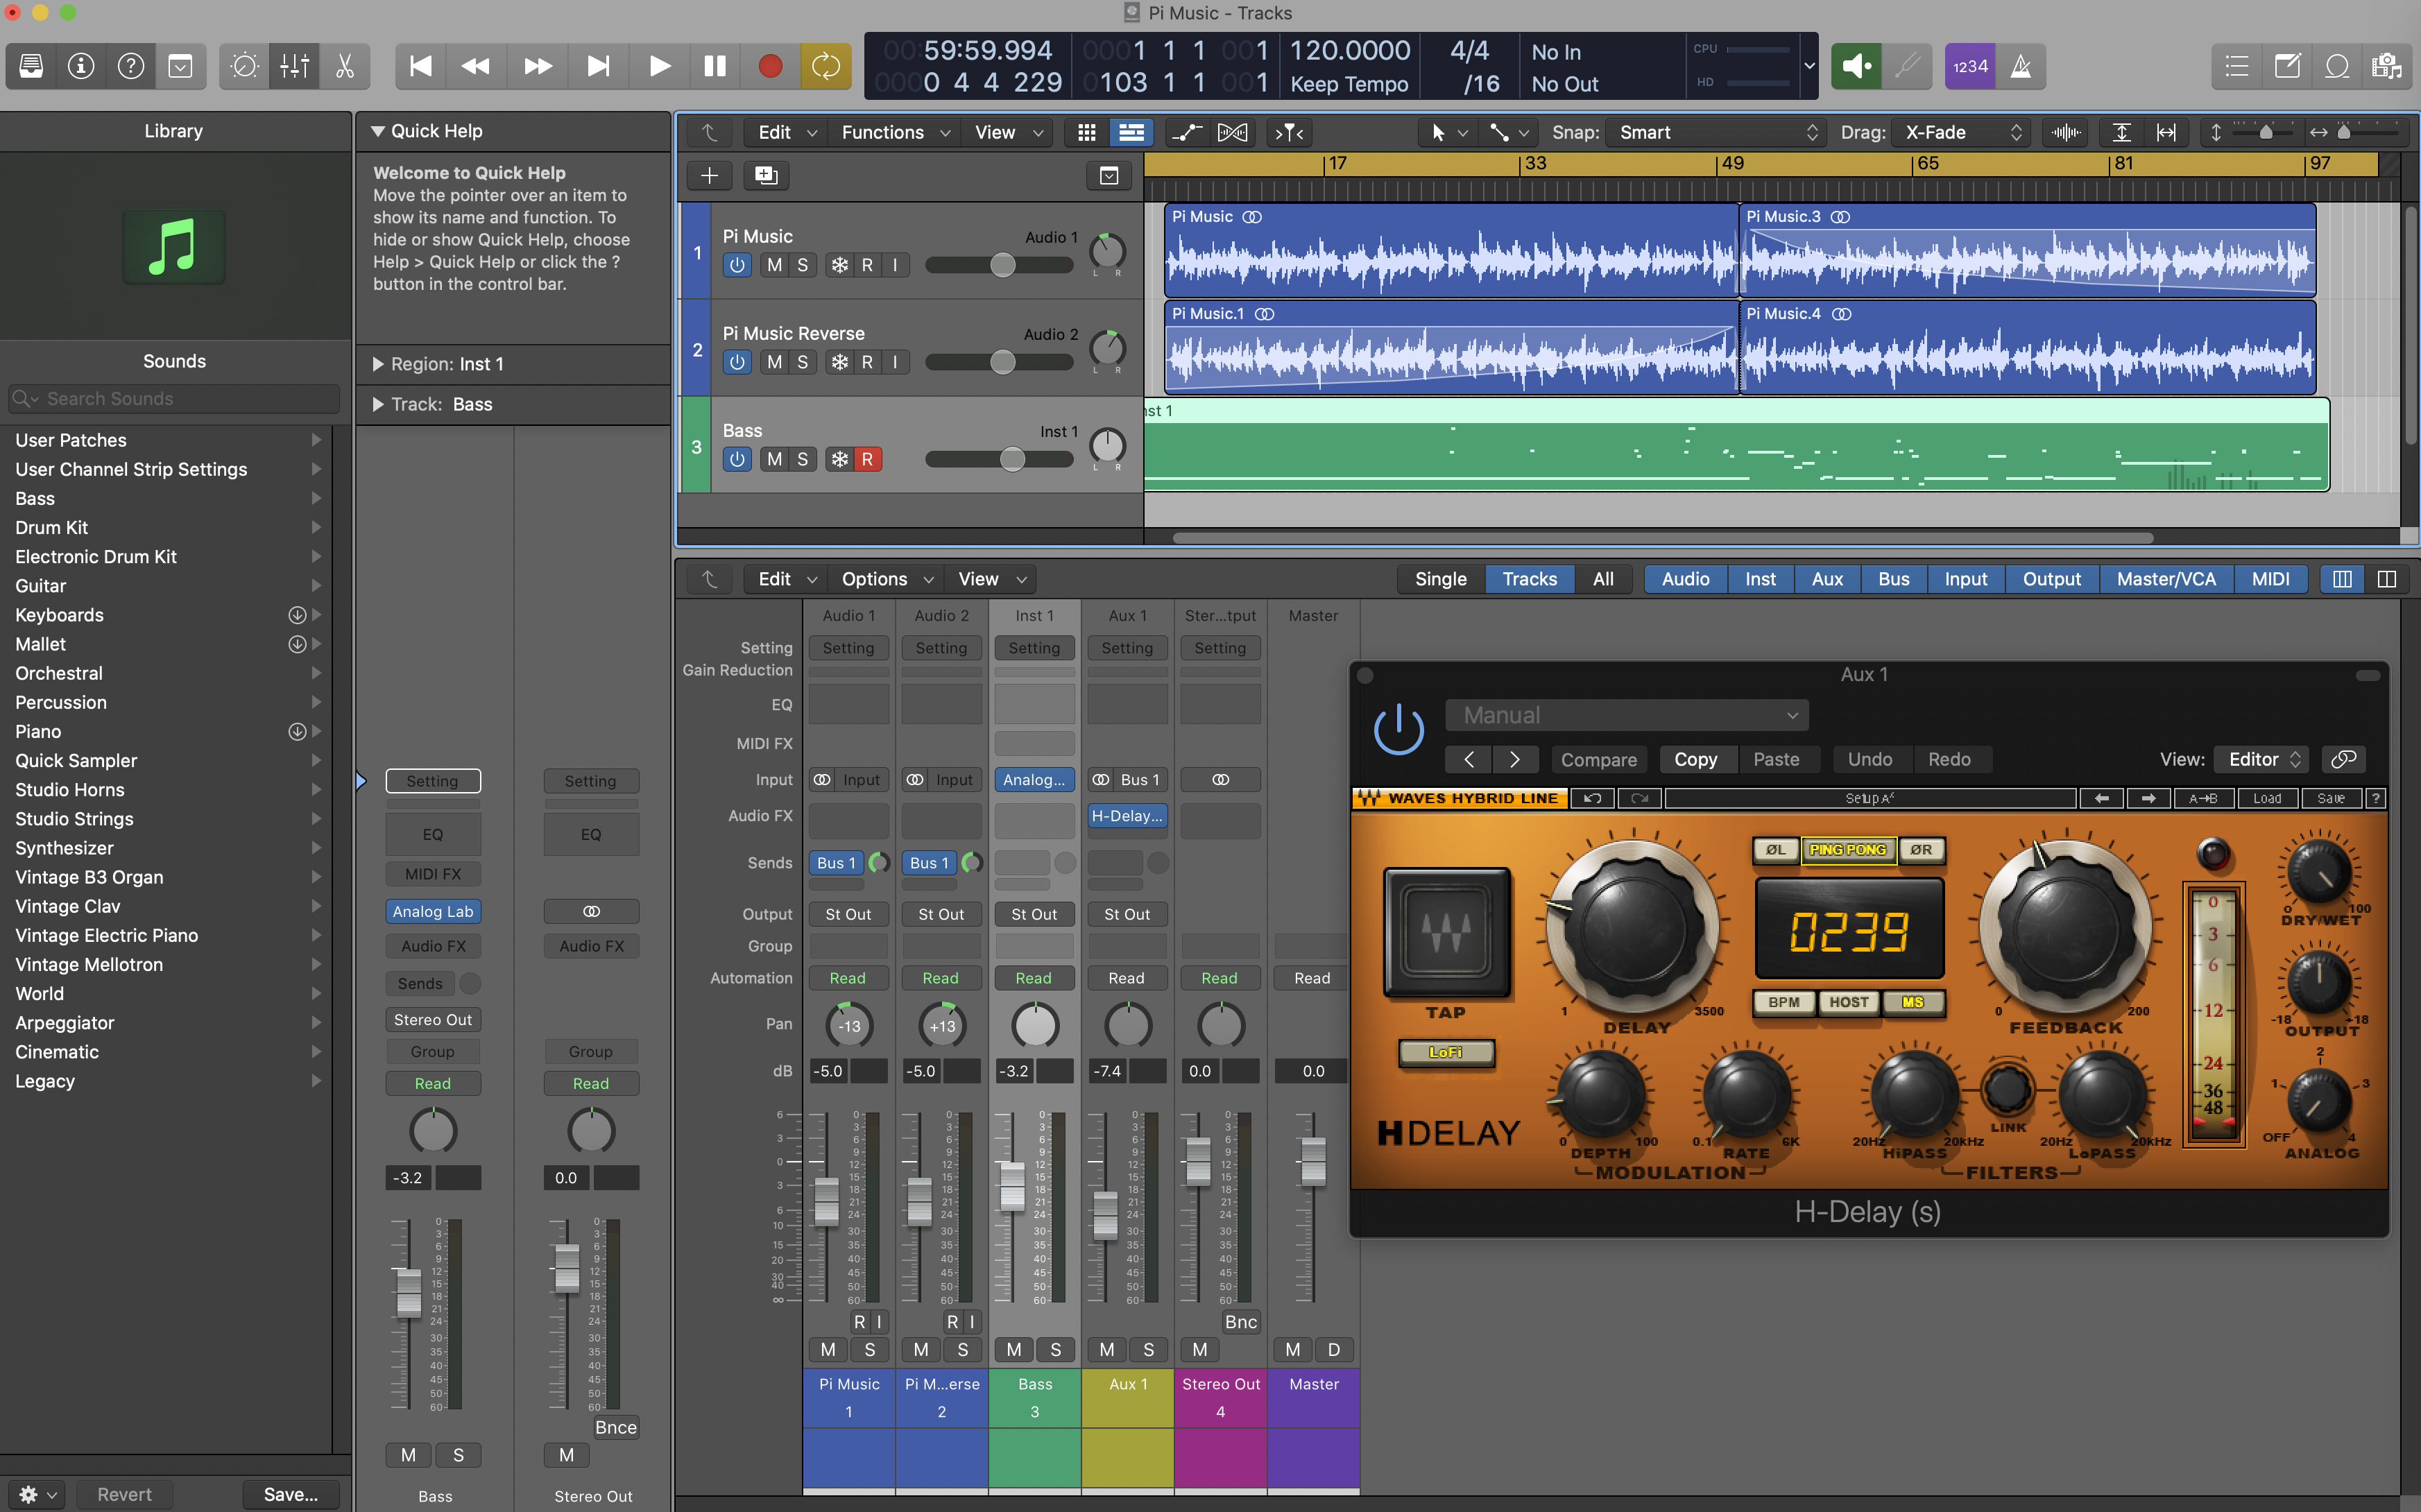 Pi Music - Tracks
00:59:59.994
0000 4 4 229
0001 1 1 001
0103 1 1 001
120.0000
Keep Tempo
4/4
/16
No In
No Out
CPU
HD
1234
Library
Sounds
Search Sounds
User Patches
User Channel Strip Settings
Bass
Drum Kit
Electronic Drum Kit
Guitar
Keyboards
Mallet
Orchestral
Percussion
Piano
Quick Sampler
Studio Horns
Studio Strings
Synthesizer
Vintage B3 Organ
Vintage Clav
Vintage Electric Piano
Vintage Mellotron
World
Arpeggiator
Cinematic
Legacy
Revert
Save...
Quick Help
Welcome to Quick Help
Move the pointer over an item to
show its name and function. To
hide or show Quick Help, choose
Help > Quick Help or click the ?
button in the control bar.
Region: Inst 1
Track: Bass
Setting Setting
EQ EQ
MIDI FX
Analog Lab
Audio FX Audio FX
Sends
Stereo Out
Group Group
Read Read
-3.2 0.0
Bnce
M S M
Bass Stereo Out
Edit Functions View Snap: Smart Drag: X-Fade
17 33 49 65 81 97
1 Pi Music Audio 1
M S R I L R
2 Pi Music Reverse Audio 2
M S R I L R
3 Bass Inst 1
M S R L R
Pi Music Pi Music.3
Pi Music.1 Pi Music.4
nst 1
Edit Options View Single Tracks All Audio Inst Aux Bus Input Output Master/VCA MIDI
Audio 1 Audio 2 Inst 1 Aux 1 Ster...tput Master
Setting Setting Setting Setting Setting Setting
Gain Reduction
EQ
MIDI FX
Input Input Input Analog... Bus 1
Audio FX H-Delay...
Sends Bus 1 Bus 1
Output St Out St Out St Out St Out
Group
Automation Read Read Read Read Read Read
Pan -13 +13
dB -5.0 -5.0 -3.2 -7.4 0.0 0.0
R I R I Bnc
M S M S M S M S M M D
Pi Music Pi M...erse Bass Aux 1 Stereo Out Master
1 2 3 4
Aux 1
Manual
Compare Copy Paste Undo Redo View: Editor
WAVES HYBRID LINE Setup A* A→B Load Save ?
ØL PING PONG ØR
0239
BPM HOST MS
TAP
LoFi
1 DELAY 3500
0 FEEDBACK 200
0 DRY/WET 100
-18 OUTPUT +18
0
3
6
12
24
36
48
0 DEPTH 100
0.1 RATE 6K
MODULATION
20Hz HiPASS 20kHz
LINK
20Hz LoPASS 20kHz
FILTERS
OFF 1 2 3 4
ANALOG
H DELAY
H-Delay (s)